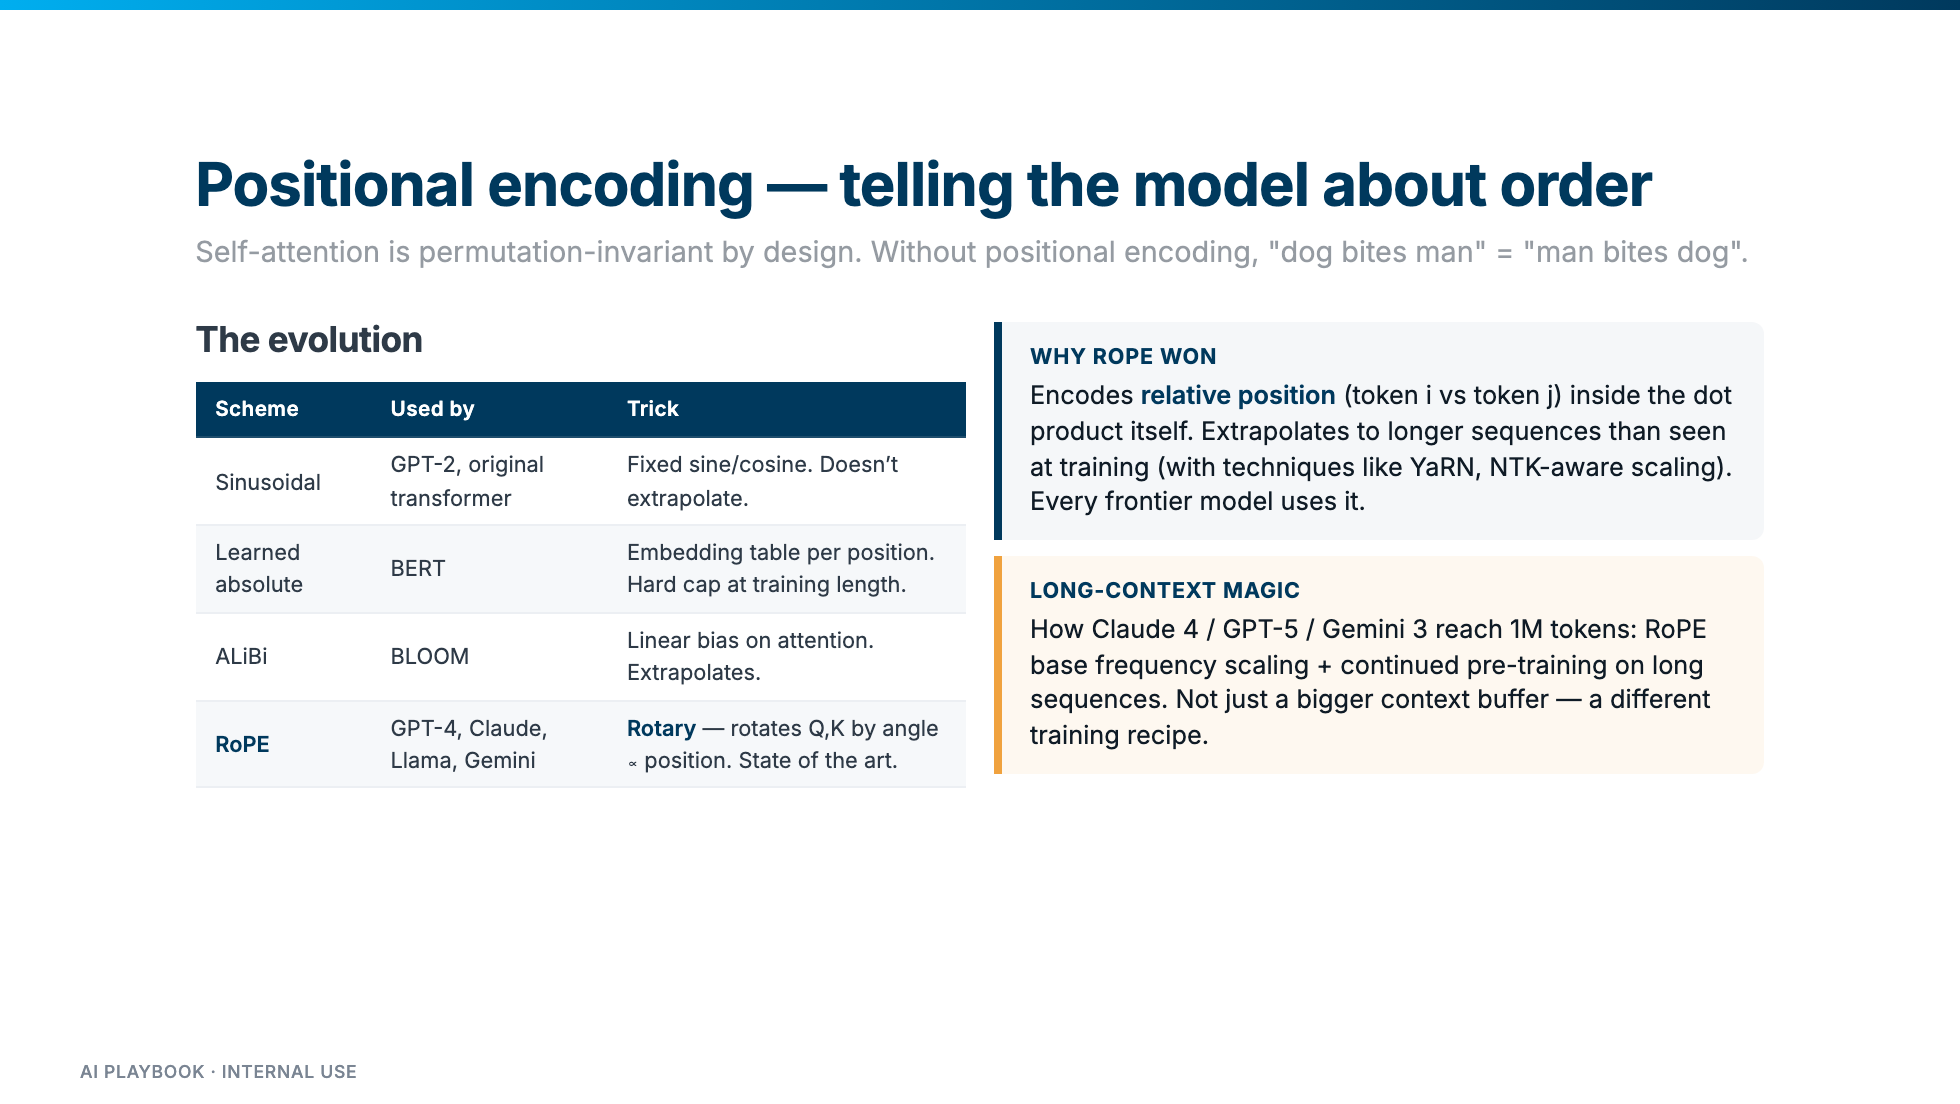 Positional encoding — telling the model about order
Self-attention is permutation-invariant by design. Without positional encoding, "dog bites man" = "man bites dog".
The evolution
Scheme Used by Trick
Sinusoidal
GPT-2, original
transformer
Fixed sine/cosine. Doesn’t
extrapolate.
Learned
absolute
BERT
Embedding table per position.
Hard cap at training length.
ALiBi
BLOOM
Linear bias on attention.
Extrapolates.
RoPE
GPT-4, Claude,
Llama, Gemini
Rotary — rotates Q,K by angle
∝ position. State of the art.
WHY ROPE WON
Encodes relative position (token i vs token j) inside the dot
product itself. Extrapolates to longer sequences than seen
at training (with techniques like YaRN, NTK-aware scaling).
Every frontier model uses it.
LONG-CONTEXT MAGIC
How Claude 4 / GPT-5 / Gemini 3 reach 1M tokens: RoPE
base frequency scaling + continued pre-training on long
sequences. Not just a bigger context buffer — a different
training recipe.
AI PLAYBOOK · INTERNAL USE